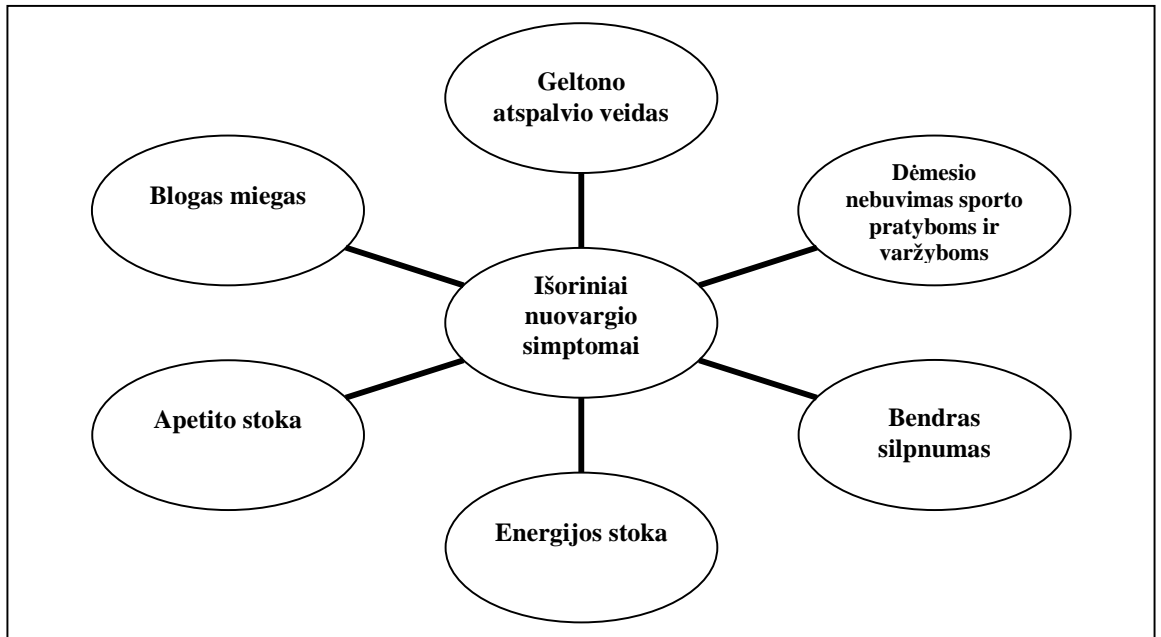 Geltono
atspalvio veidas
Blogas miegas
Dėmesio
nebuvimas sporto
pratyboms ir
varžyboms
Išoriniai
nuovargio
simptomai
Apetito stoka
Bendras
silpnumas
Energijos stoka